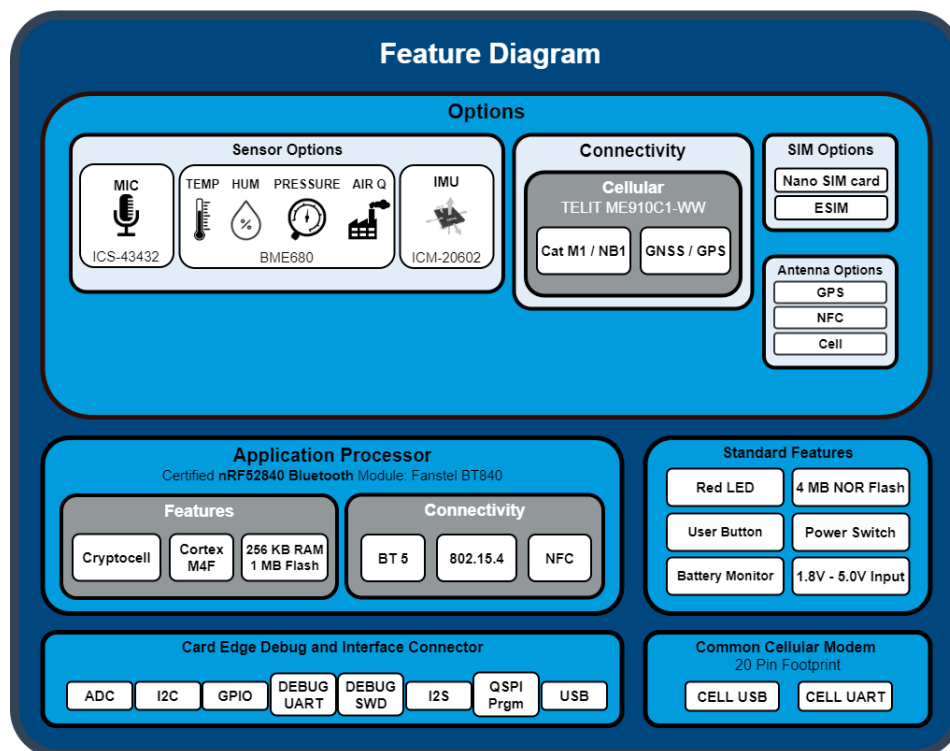 Feature Diagram
Options
Sensor Options
MIC
ICS-43432
TEMP HUM PRESSURE AIR Q
%
BME680
IMU
ICM-20602
Connectivity
Cellular
TELIT ME910C1-WW
Cat M1 / NB1
GNSS / GPS
SIM Options
Nano SIM card
ESIM
Antenna Options
GPS
NFC
Cell
Application Processor
Certified nRF52840 Bluetooth Module: Fanstel BT840
Features
Cryptocell
Cortex
M4F
256 KB RAM
1 MB Flash
Connectivity
BT 5
802.15.4
NFC
Standard Features
Red LED
4 MB NOR Flash
User Button
Power Switch
Battery Monitor
1.8V - 5.0V Input
Card Edge Debug and Interface Connector
ADC
I2C
GPIO
DEBUG
UART
DEBUG
SWD
I2S
QSPI
Prgm
USB
Common Cellular Modem
20 Pin Footprint
CELL USB
CELL UART